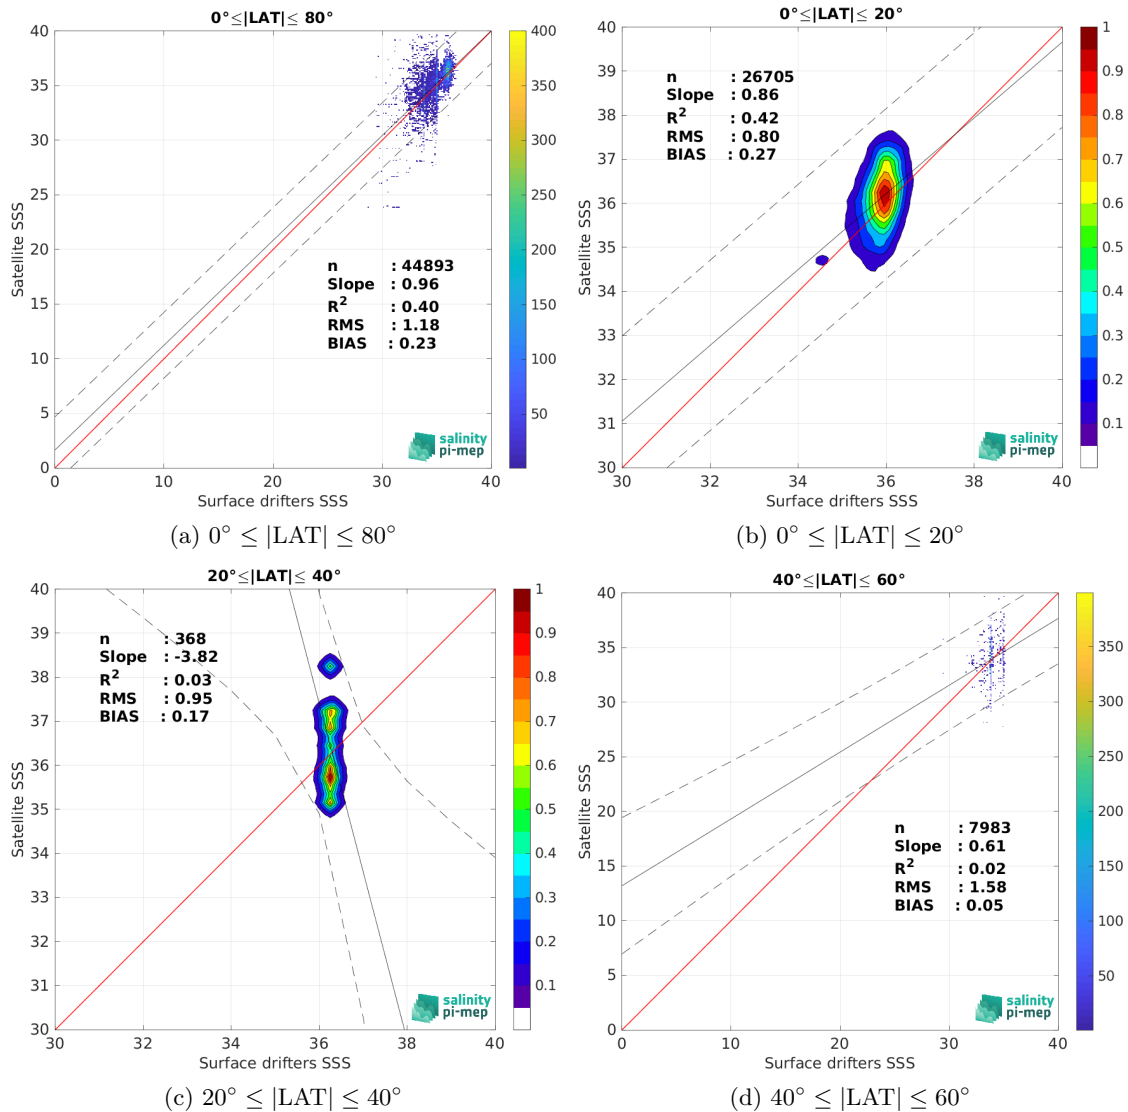 0°≤|LAT|≤ 80°
40
35
30
25
20
15
10
5
0
0
10
20
30
40
Satellite SSS
Surface drifters SSS
n : 44893
Slope : 0.96
R² : 0.40
RMS : 1.18
BIAS : 0.23
salinity
pi-mep
400
350
300
250
200
150
100
50
(a) 0° ≤ |LAT| ≤ 80°
0°≤|LAT|≤ 20°
40
39
38
37
36
35
34
33
32
31
30
30
32
34
36
38
40
Satellite SSS
Surface drifters SSS
n : 26705
Slope : 0.86
R² : 0.42
RMS : 0.80
BIAS : 0.27
salinity
pi-mep
1
0.9
0.8
0.7
0.6
0.5
0.4
0.3
0.2
0.1
(b) 0° ≤ |LAT| ≤ 20°
20°≤|LAT|≤ 40°
40
39
38
37
36
35
34
33
32
31
30
30
32
34
36
38
40
Satellite SSS
Surface drifters SSS
n : 368
Slope : -3.82
R² : 0.03
RMS : 0.95
BIAS : 0.17
salinity
pi-mep
1
0.9
0.8
0.7
0.6
0.5
0.4
0.3
0.2
0.1
(c) 20° ≤ |LAT| ≤ 40°
40°≤|LAT|≤ 60°
40
35
30
25
20
15
10
5
0
0
10
20
30
40
Satellite SSS
Surface drifters SSS
n : 7983
Slope : 0.61
R² : 0.02
RMS : 1.58
BIAS : 0.05
salinity
pi-mep
350
300
250
200
150
100
50
(d) 40° ≤ |LAT| ≤ 60°